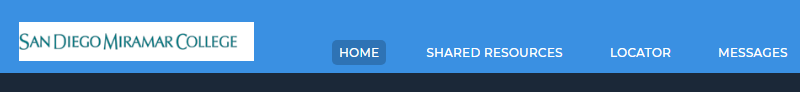 San Diego Miramar College
HOME SHARED RESOURCES LOCATOR MESSAGES